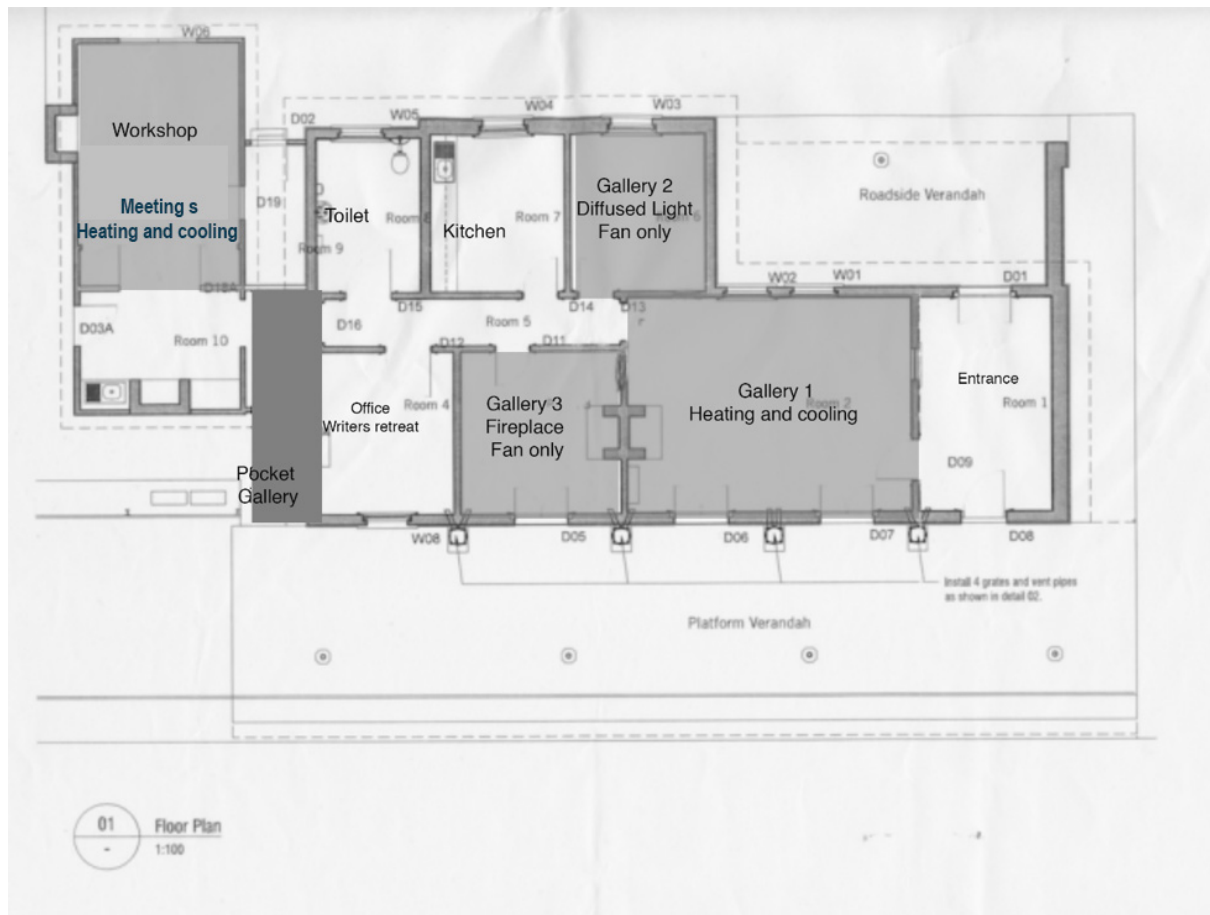 W06
Workshop
Meeting s
Heating and cooling
D18A
D03A
Room 10
D02
W05
W04
W03
D19
Toilet
Room 8
Room 9
Kitchen
Room 7
Gallery 2
Diffused Light
Fan only
Room 6
Roadside Verandah
W02
W01
D01
D16
D15
Room 5
D14
D13
D12
D11
Office
Writers retreat
Room 4
Gallery 3
Fireplace
Fan only
Gallery 1
Heating and cooling
Room 2
Entrance
Room 1
D09
Pocket
Gallery
W08
D05
D06
D07
D08
Install 4 grates and vent pipes
as shown in detail 02.
Platform Verandah
01
-
Floor Plan
1:100